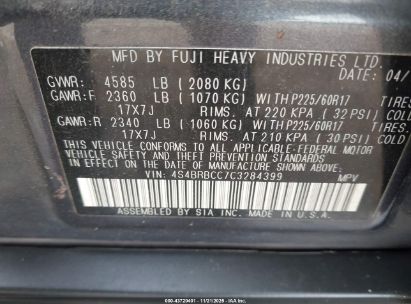 MFD. BY FUJI HEAVY INDUSTRIES LTD.
DATE: 04/
GVWR: 4585 LB (2080 KG)
GAWR:F 2360 LB (1070 KG) WITH P225/60R17 TIRES
17X7J RIMS. AT 220 KPA (32 PSI) COLD
GAWR:R 2340 LB (1060 KG) WITH P225/60R17 TIRES
17X7J RIMS. AT 210 KPA (30 PSI) COLD
THIS VEHICLE CONFORMS TO ALL APPLICABLE FEDERAL MOTOR
VEHICLE SAFETY, BUMPER, AND THEFT PREVENTION STANDARDS
IN EFFECT ON THE DATE OF MANUFACTURE SHOWN ABOVE.
VIN: 4S4BRBCC7C3284399 MPV
ASSEMBLED BY SIA INC. MADE IN U.S.A.
11/21/2025